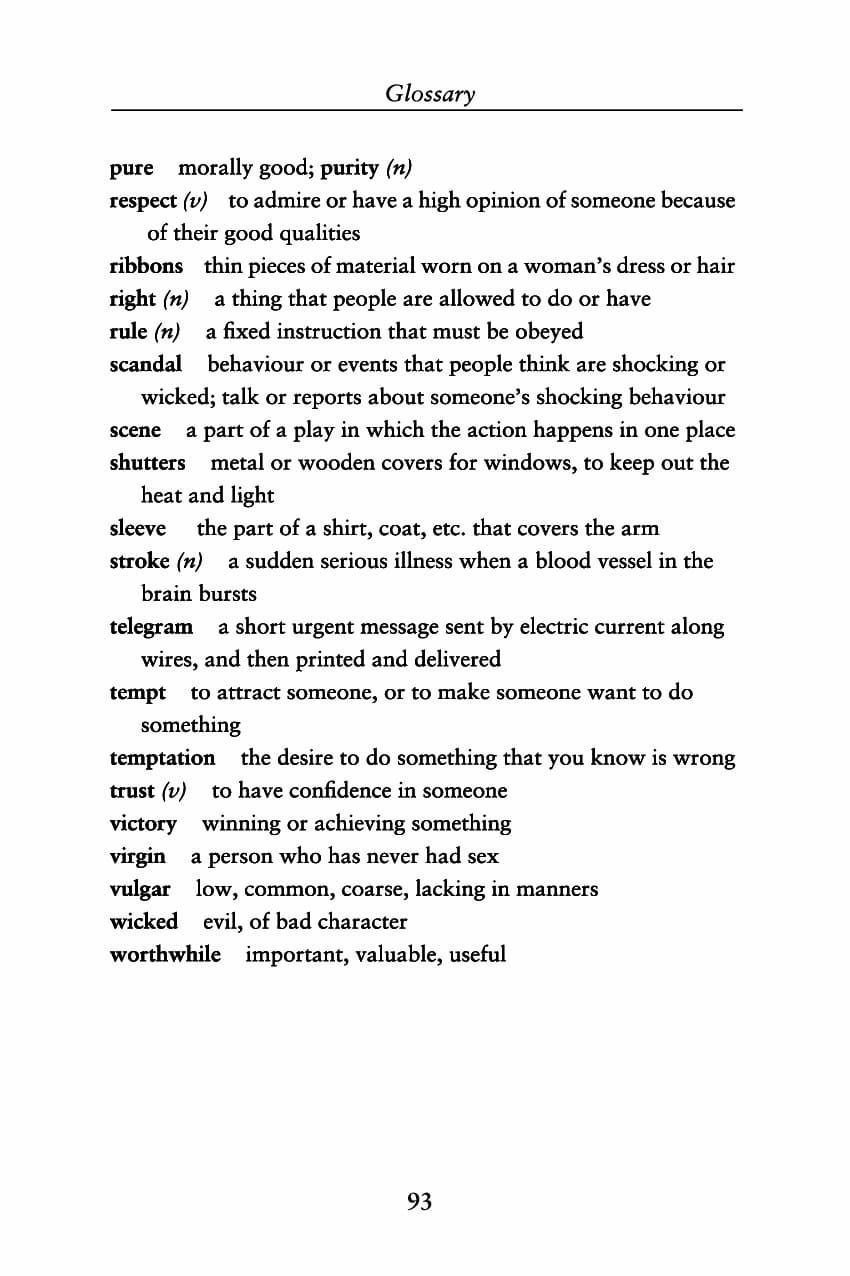 Glossary
pure morally good; purity (n)
respect (v) to admire or have a high opinion of someone because
of their good qualities
ribbons thin pieces of material worn on a woman's dress or hair
right (n) a thing that people are allowed to do or have
rule (n) a fixed instruction that must be obeyed
scandal behaviour or events that people think are shocking or
wicked; talk or reports about someone's shocking behaviour
scene a part of a play in which the action happens in one place
shutters metal or wooden covers for windows, to keep out the
heat and light
sleeve the part of a shirt, coat, etc. that covers the arm
stroke (n) a sudden serious illness when a blood vessel in the
brain bursts
telegram a short urgent message sent by electric current along
wires, and then printed and delivered
tempt to attract someone, or to make someone want to do
something
temptation the desire to do something that you know is wrong
trust (v) to have confidence in someone
victory winning or achieving something
virgin a person who has never had sex
vulgar low, common, coarse, lacking in manners
wicked evil, of bad character
worthwhile important, valuable, useful
93